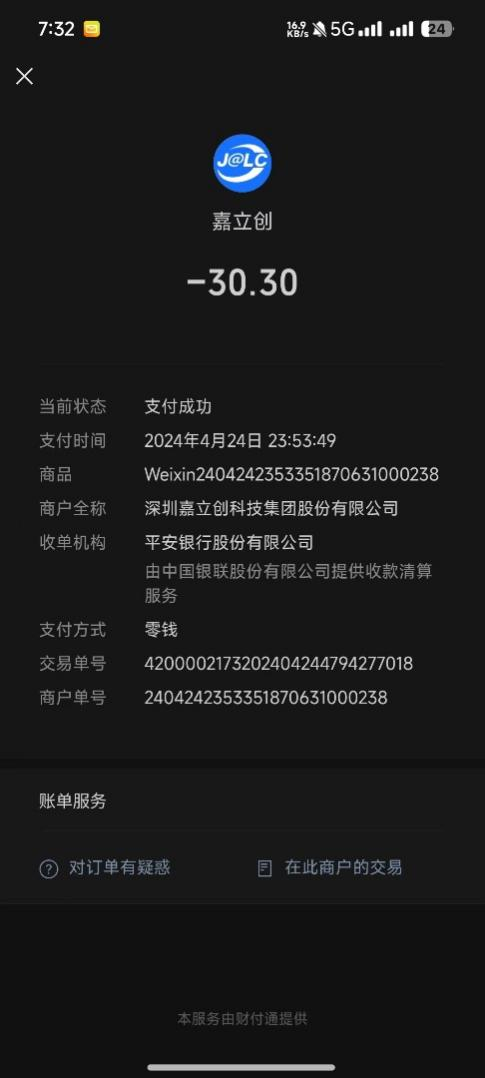 7:32
16.9 KB/s 5G 24
J@LC
嘉立创
-30.30
当前状态 支付成功
支付时间 2024年4月24日 23:53:49
商品 Weixin2404242353351870631000238
商户全称 深圳嘉立创科技集团股份有限公司
收单机构 平安银行股份有限公司
由中国银联股份有限公司提供收款清算
服务
支付方式 零钱
交易单号 4200002173202404244794277018
商户单号 2404242353351870631000238
账单服务
对订单有疑惑 在此商户的交易
本服务由财付通提供